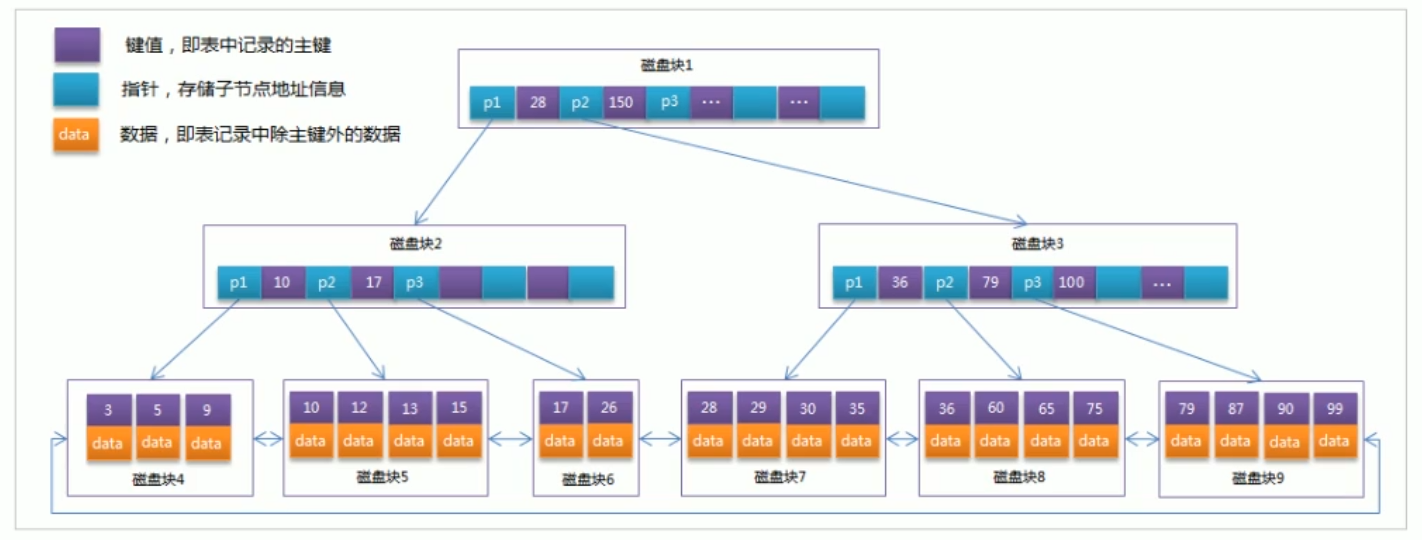 键值，即表中记录的主键
指针，存储子节点地址信息
data 数据，即表记录中除主键外的数据
磁盘块1
p1 28 p2 150 p3 ... ...
磁盘块2
p1 10 p2 17 p3
磁盘块3
p1 36 p2 79 p3 100 ...
3 5 9
data data data
磁盘块4
10 12 13 15
data data data data
磁盘块5
17 26
data data
磁盘块6
28 29 30 35
data data data data
磁盘块7
36 60 65 75
data data data data
磁盘块8
79 87 90 99
data data data data
磁盘块9